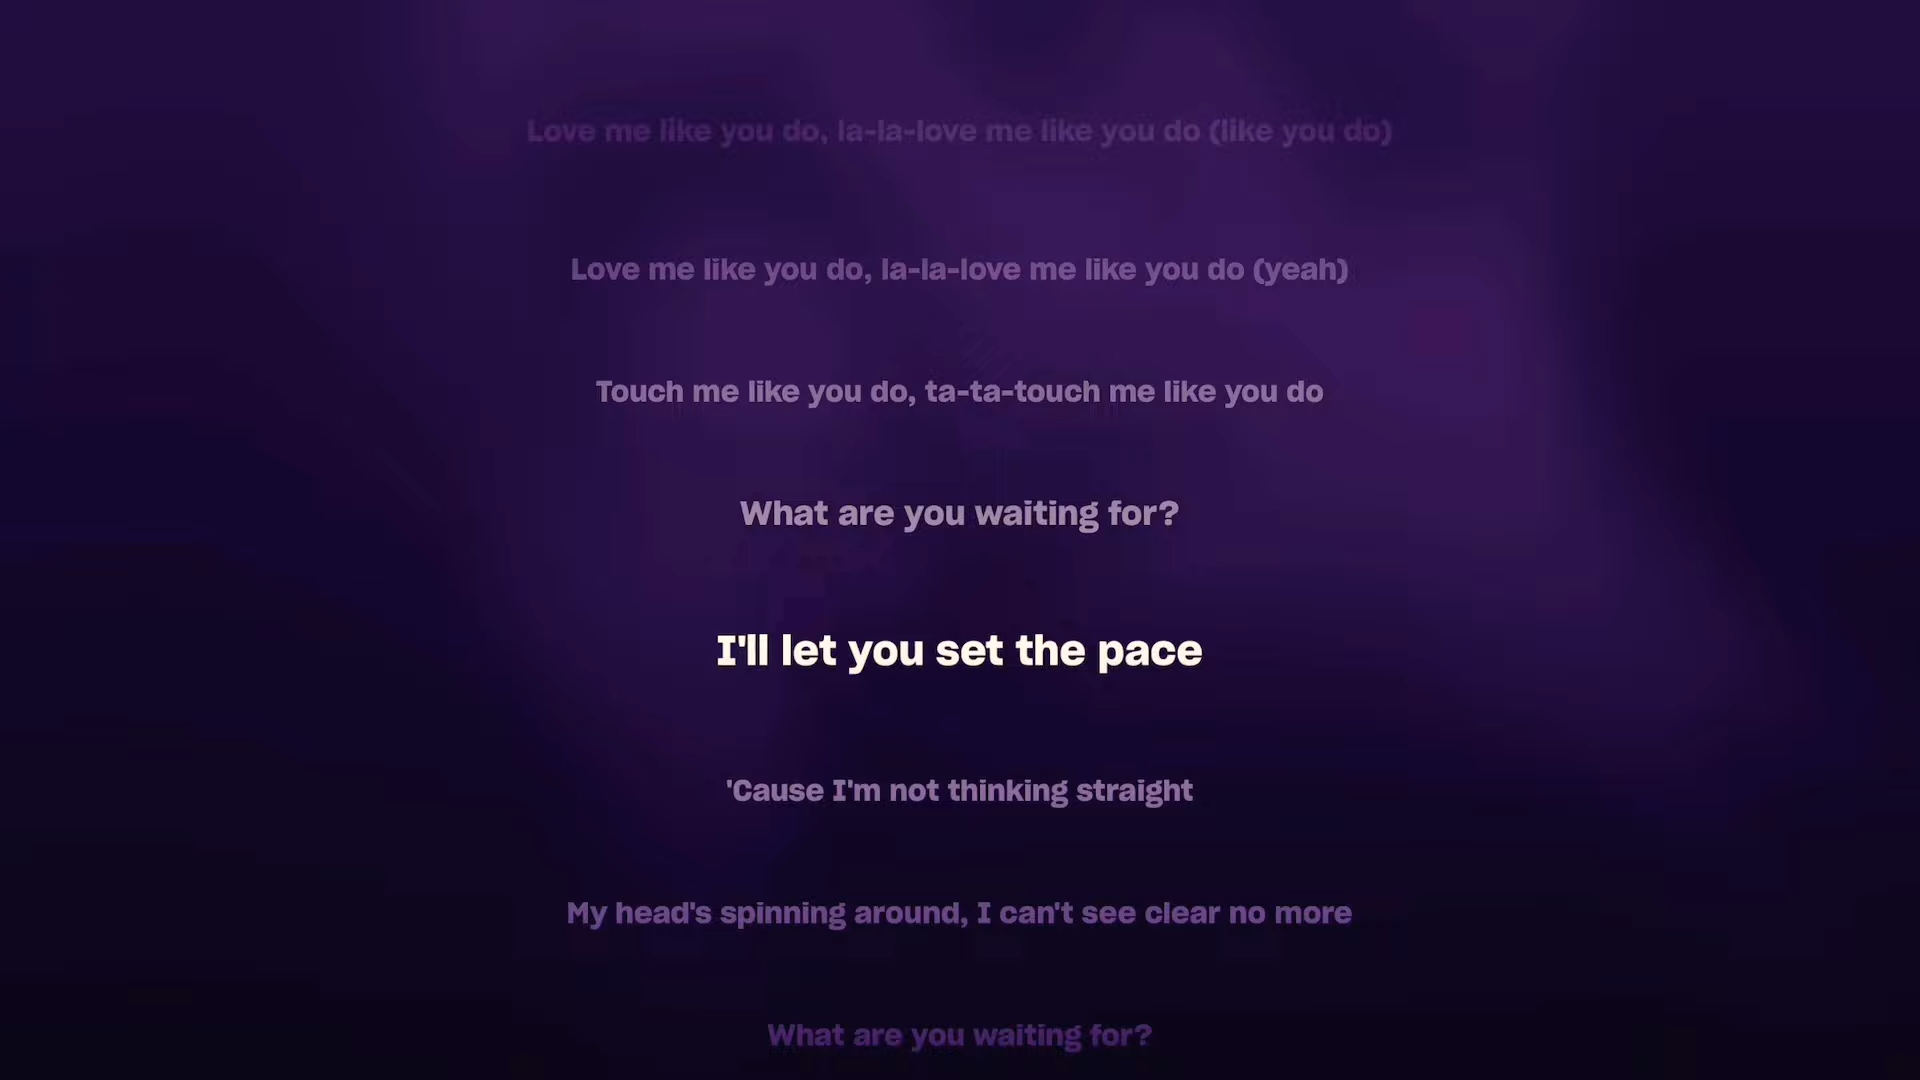 Love me like you do, la-la-love me like you do (like you do)
Love me like you do, la-la-love me like you do (yeah)
Touch me like you do, ta-ta-touch me like you do
What are you waiting for?
I'll let you set the pace
'Cause I'm not thinking straight
My head's spinning around, I can't see clear no more
What are you waiting for?